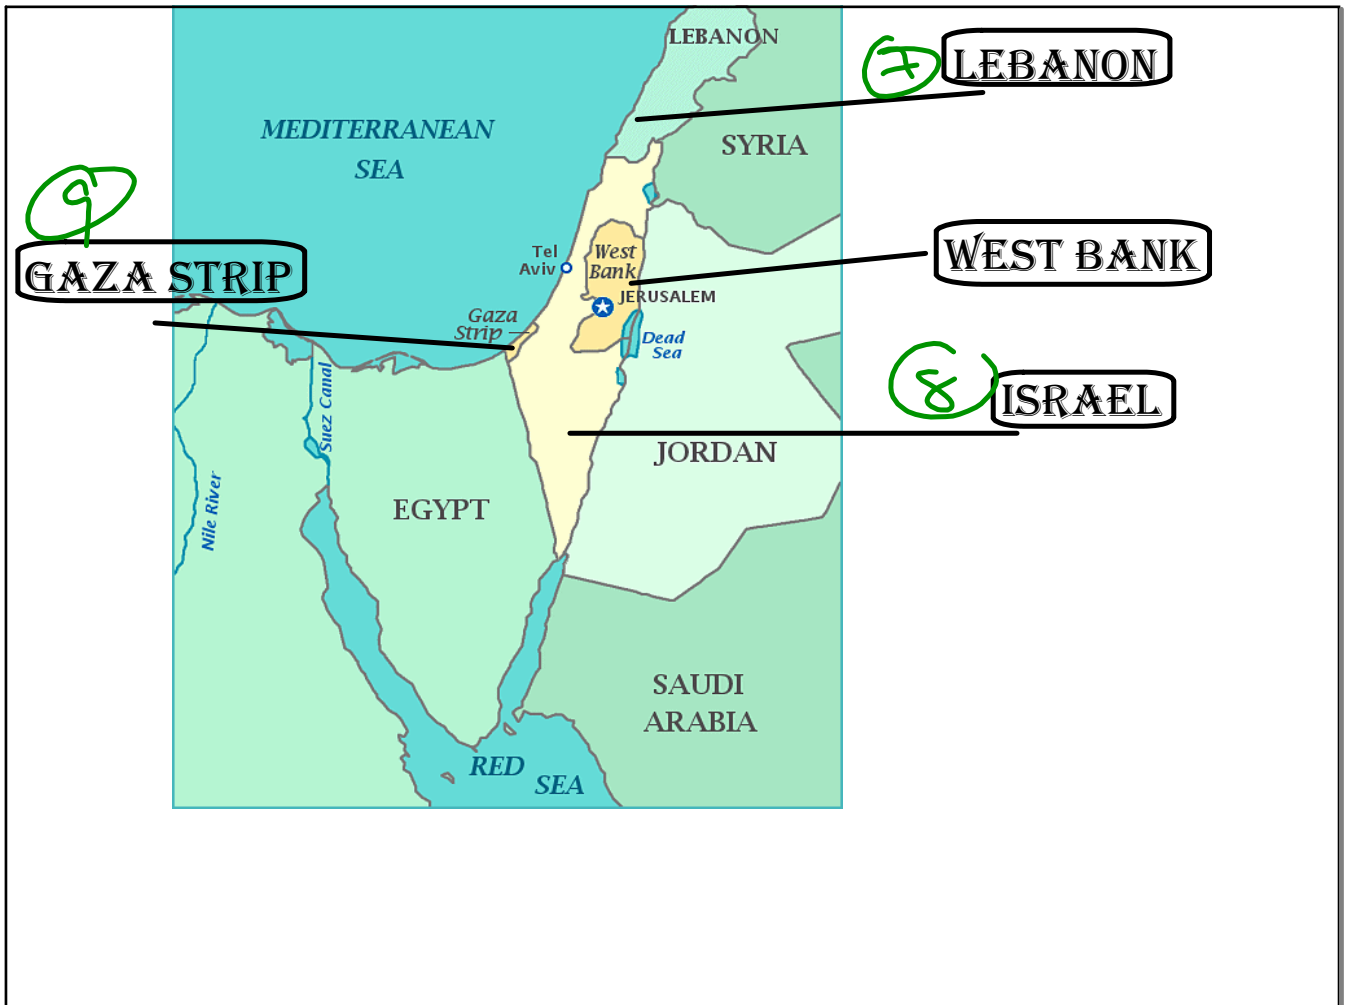 LEBANON
7
LEBANON
MEDITERRANEAN
SEA
SYRIA
9
GAZA STRIP
Tel
Aviv
West
Bank
WEST BANK
JERUSALEM
Gaza
Strip
Dead
Sea
8
ISRAEL
Suez Canal
JORDAN
Nile River
EGYPT
SAUDI
ARABIA
RED
SEA